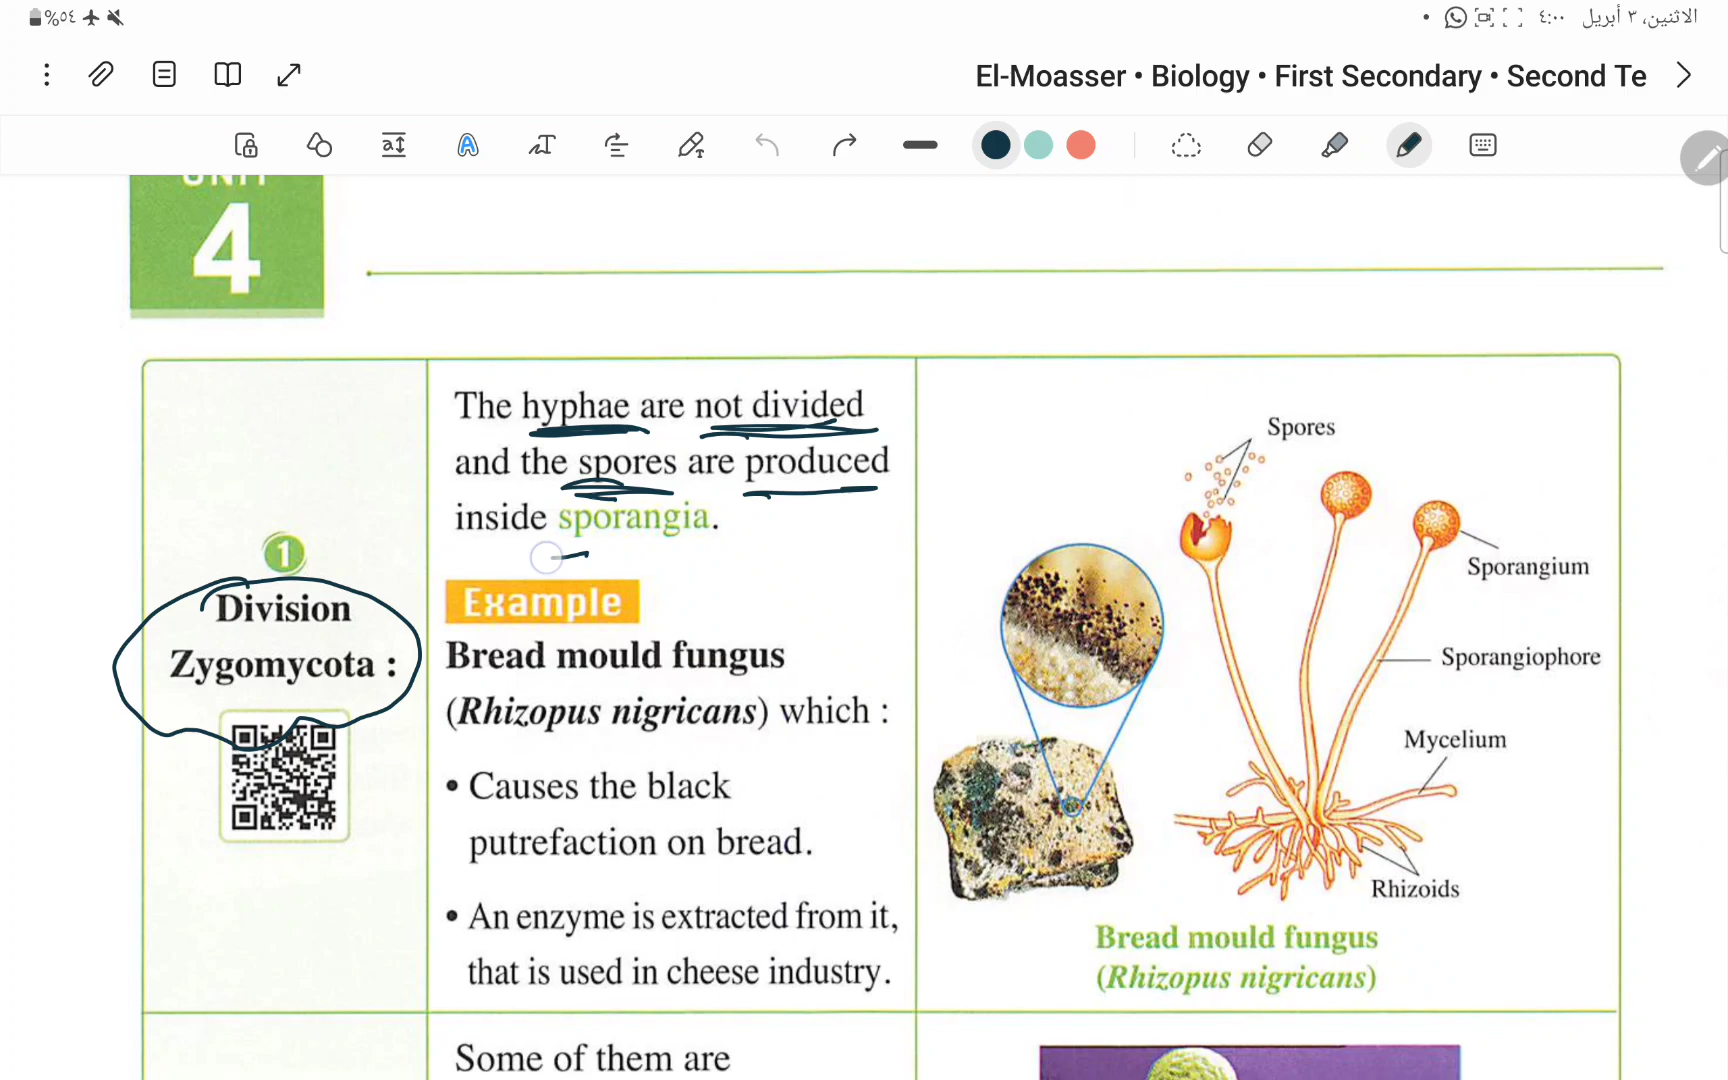 %٥٤
الاثنين، ٣ أبريل ٤:٠٠
El-Moasser • Biology • First Secondary • Second Te
UNIT
4
1
Division
Zygomycota :
The hyphae are not divided
and the spores are produced
inside sporangia.
Example
Bread mould fungus
(Rhizopus nigricans) which :
• Causes the black
putrefaction on bread.
• An enzyme is extracted from it,
that is used in cheese industry.
Spores
Sporangium
Sporangiophore
Mycelium
Rhizoids
Bread mould fungus
(Rhizopus nigricans)
Some of them are